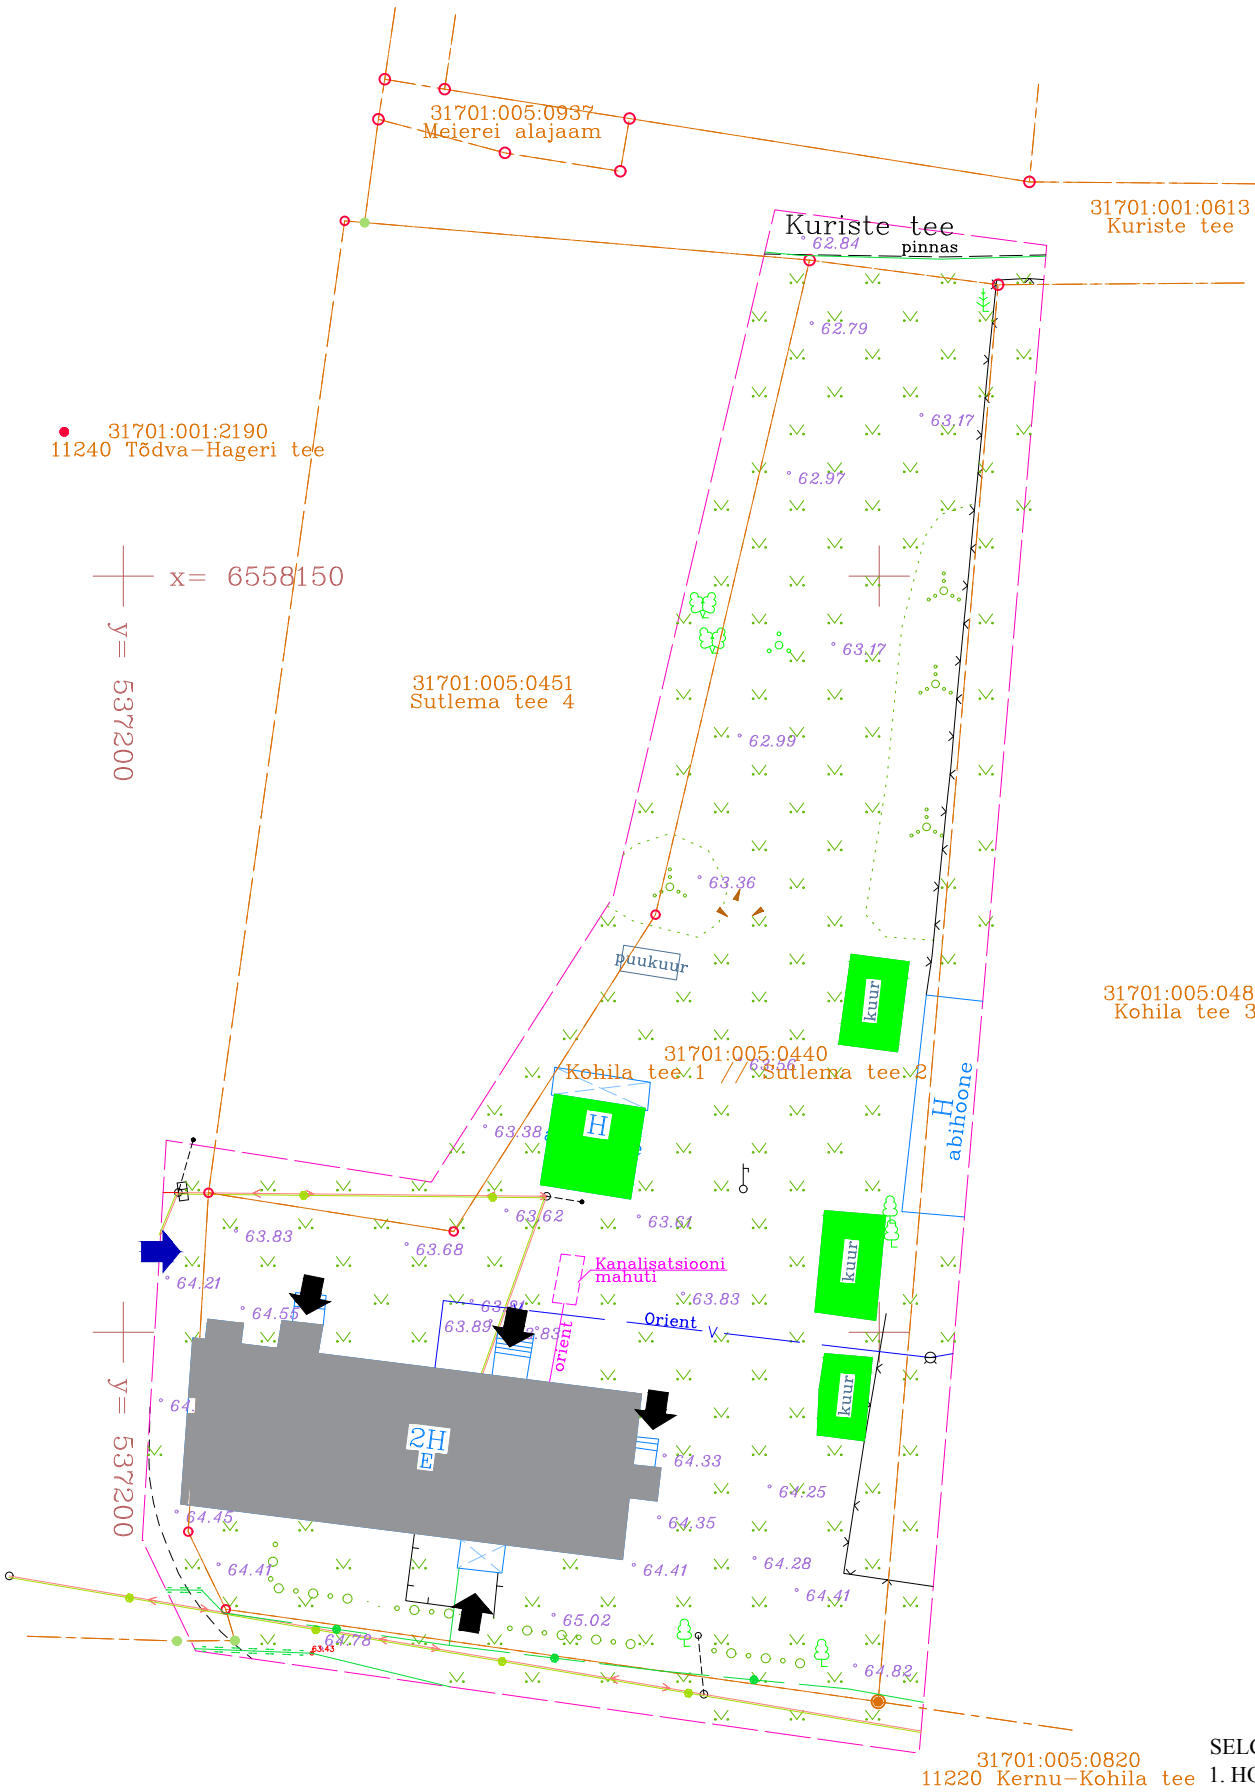 31701:005:0937
Meierei alajaam
31701:001:0613
Kuriste tee
Kuriste tee
62.84
pinnas
62.79
63.17
31701:001:2190
11240 Tõdva-Hageri tee
62.97
x= 6558150
y= 537200
63.17
31701:005:0451
Sutlema tee 4
62.99
63.36
puukuur
kuur
31701:005:048
Kohila tee 3
31701:005:0440
63.56
Kohila tee 1 // Sutlema tee 2
H
abihoone
H
63.38
63.62
63.61
63.83
63.68
Kanalisatsiooni
mahuti
kuur
64.21
63.83
64.55
63.89
Orient V
orient
kuur
y= 537200
2H
E
64.33
64.25
64.45
64.35
64.41
64.41
64.28
64.41
65.02
64.78
63.43
64.82
31701:005:0820
11220 Kernu-Kohila tee
1. HO